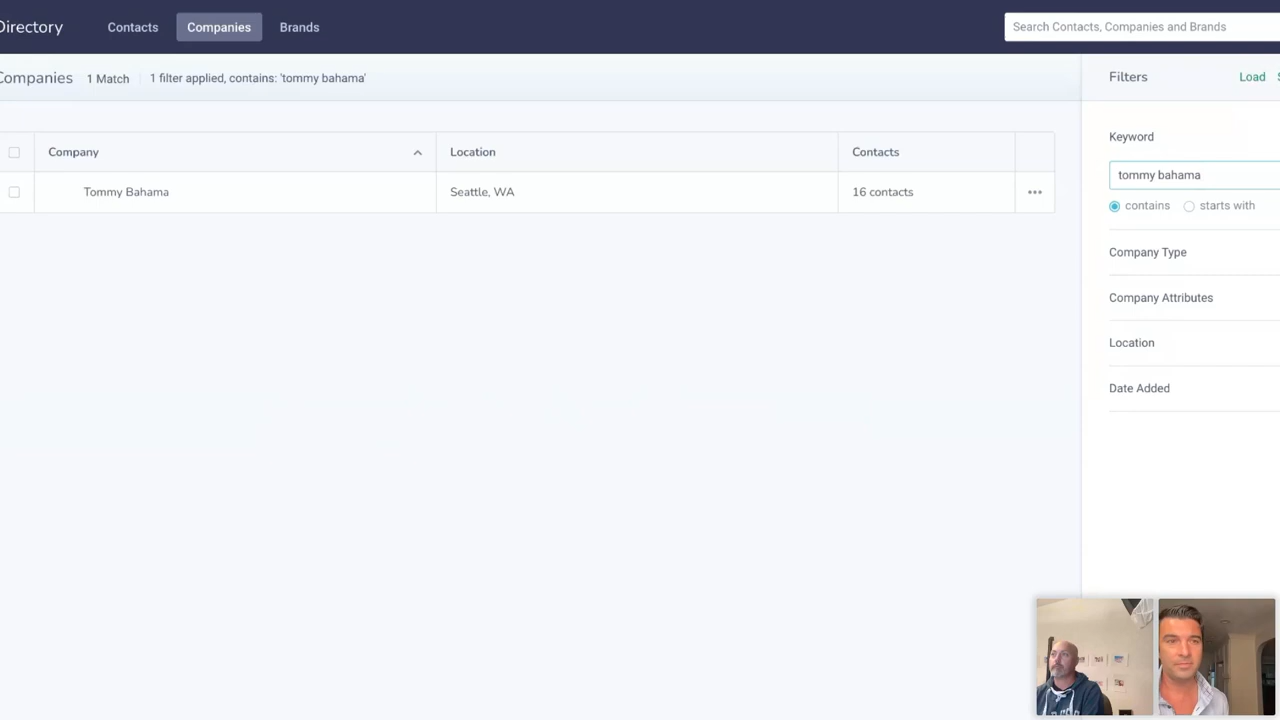 Directory Contacts Companies Brands Search Contacts, Companies and Brands
Companies 1 Match 1 filter applied, contains: 'tommy bahama' Filters Load
Keyword
Company Location Contacts
tommy bahama
Tommy Bahama Seattle, WA 16 contacts
contains starts with
Company Type
Company Attributes
Location
Date Added